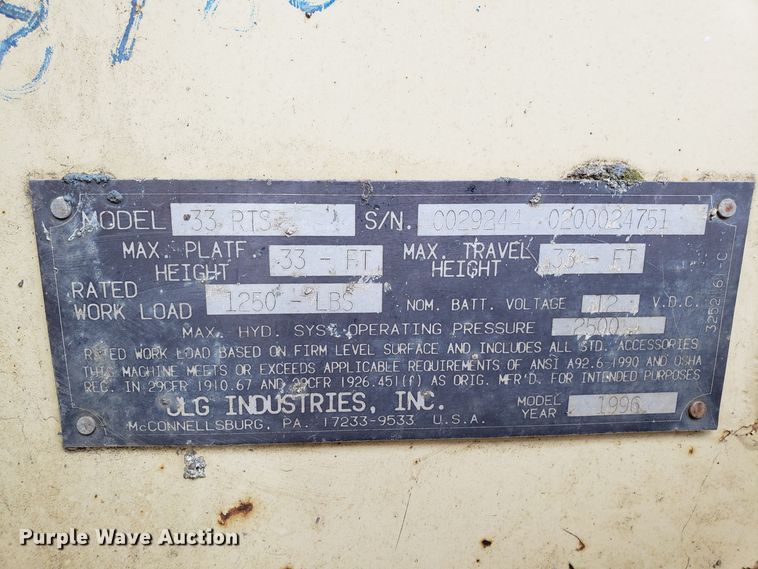 MODEL 33 RTS S/N. 0029244 0200024751
MAX. PLATF HEIGHT 33 - FT MAX. TRAVEL HEIGHT 33 - FT
RATED WORK LOAD 1250 - LBS NOM. BATT. VOLTAGE 12 V.D.C.
MAX. HYD. SYS. OPERATING PRESSURE 2500
RATED WORK LOAD BASED ON FIRM LEVEL SURFACE AND INCLUDES ALL STD. ACCESSORIES
THIS MACHINE MEETS OR EXCEEDS APPLICABLE REQUIREMENTS OF ANSI A92.6-1990 AND OSHA
REG. IN 29CFR 1910.67 AND 29CFR 1926.451(f) AS ORIG. MFR'D. FOR INTENDED PURPOSES
JLG INDUSTRIES, INC. MODEL YEAR 1996
McCONNELLSBURG, PA. 17233-9533 U.S.A.
3252161 C
Purple Wave Auction